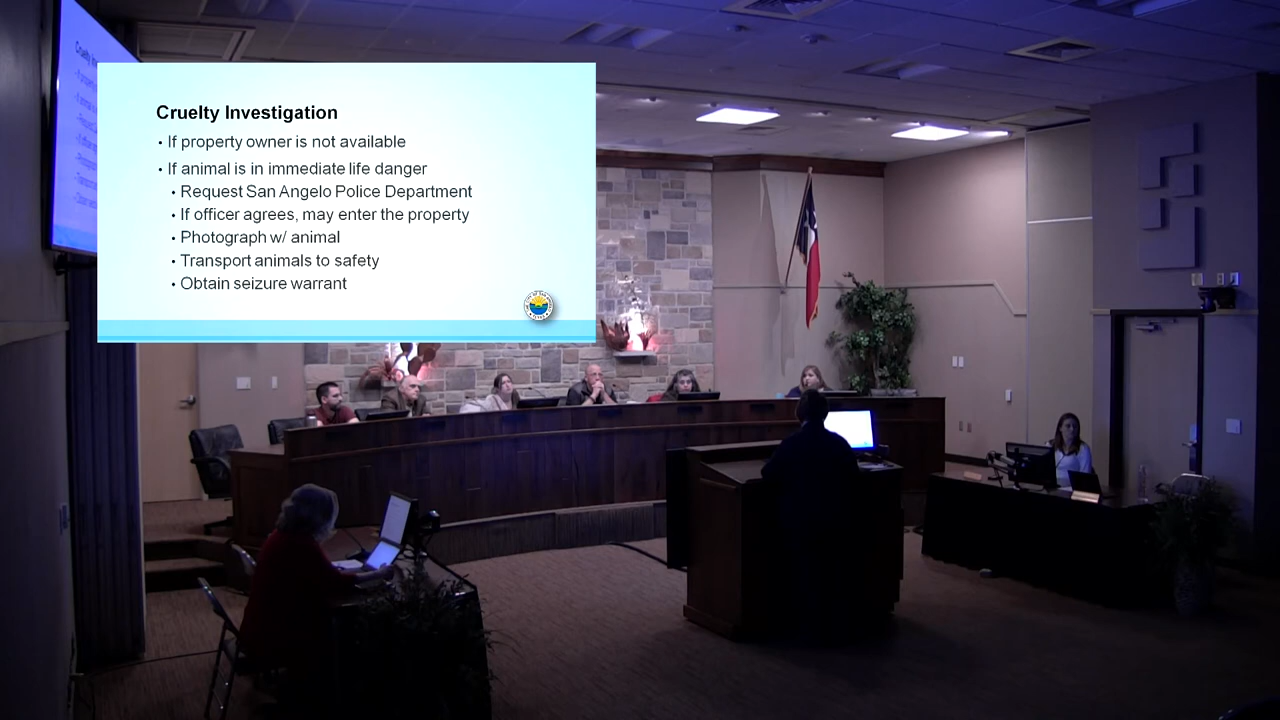 Cruelty Investigation
• If property owner is not available
• If animal is in immediate life danger
• Request San Angelo Police Department
• If officer agrees, may enter the property
• Photograph w/ animal
• Transport animals to safety
• Obtain seizure warrant